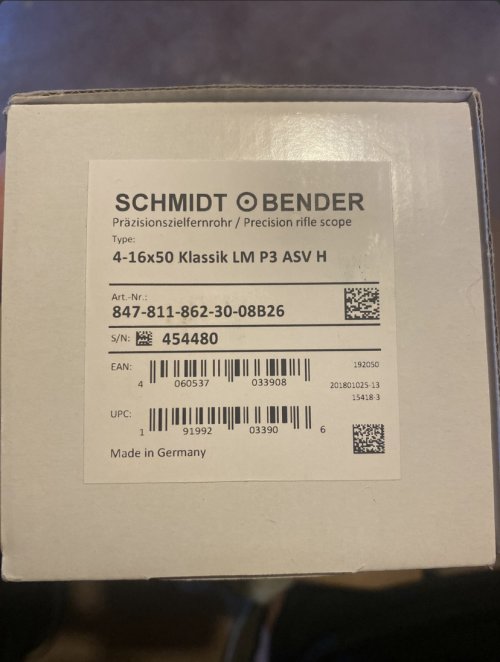 SCHMIDT BENDER
Präzisionszielfernrohr / Precision rifle scope
Type:
4-16x50 Klassik LM P3 ASV H
Art.-Nr.:
847-811-862-30-08B26
S/N: 454480
EAN:
4 060537 033908
192050
201801025-13
15418-3
UPC:
1 91992 03390 6
Made in Germany